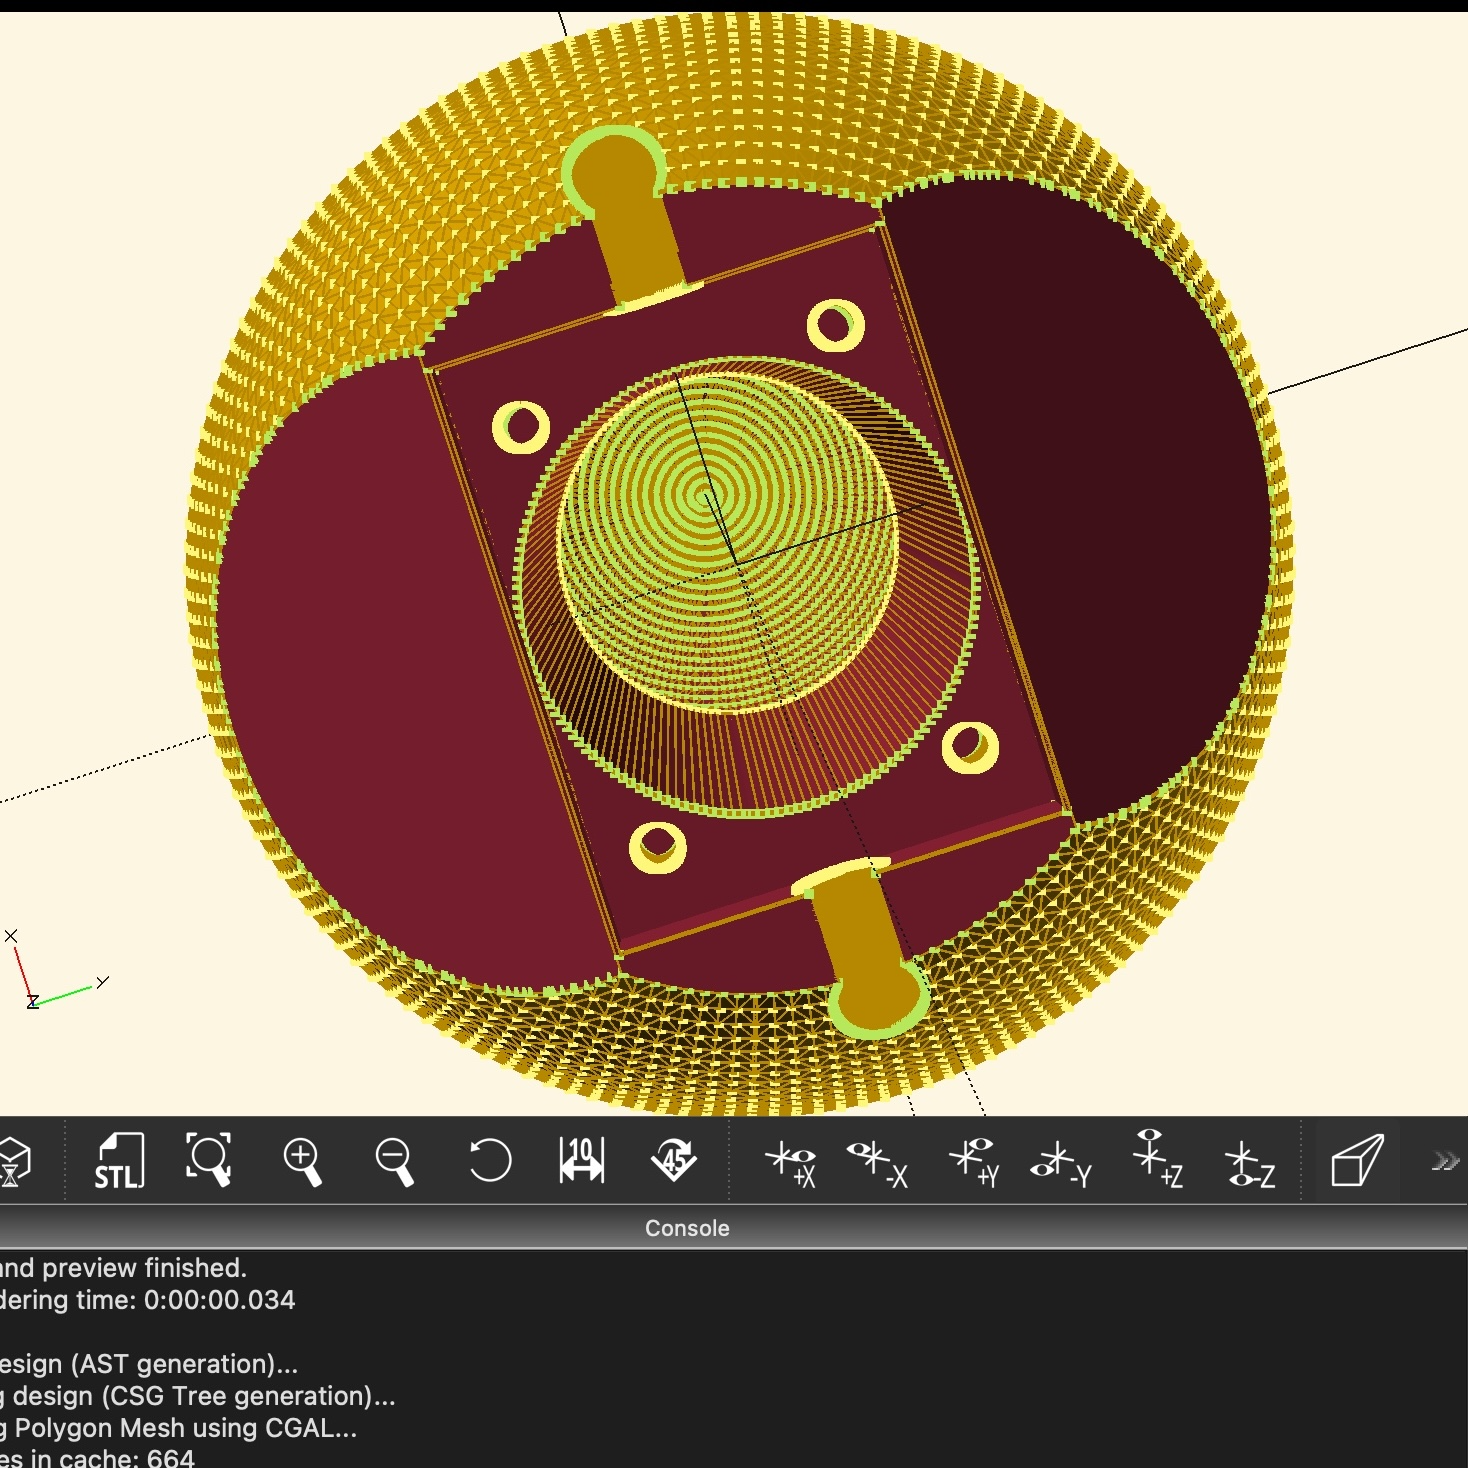 X
Y
Z
STL
10
45
+X
-X
+Y
-Y
+Z
-Z
Console
and preview finished.
dering time: 0:00:00.034
esign (AST generation)...
g design (CSG Tree generation)...
g Polygon Mesh using CGAL...
es in cache: 664